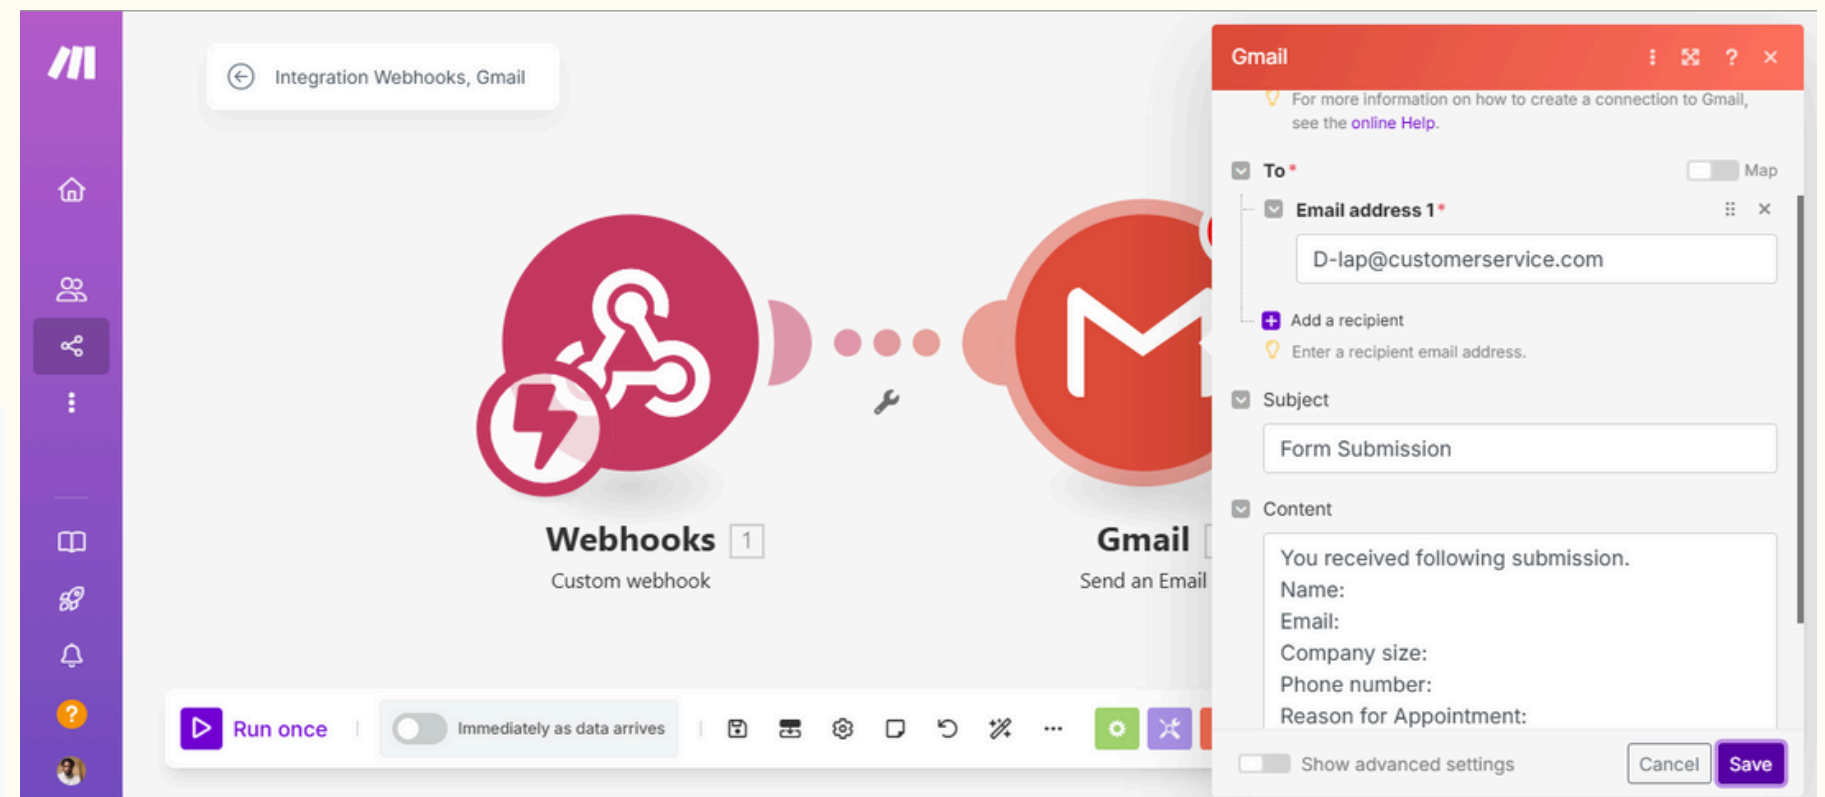 Integration Webhooks, Gmail
Webhooks 1
Custom webhook
Gmail
Send an Email
Run once
Immediately as data arrives
?
Gmail
?
For more information on how to create a connection to Gmail,
see the online Help.
To *
Map
Email address 1 *
D-lap@customerservice.com
Add a recipient
Enter a recipient email address.
Subject
Form Submission
Content
You received following submission.
Name:
Email:
Company size:
Phone number:
Reason for Appointment:
Show advanced settings
Cancel
Save